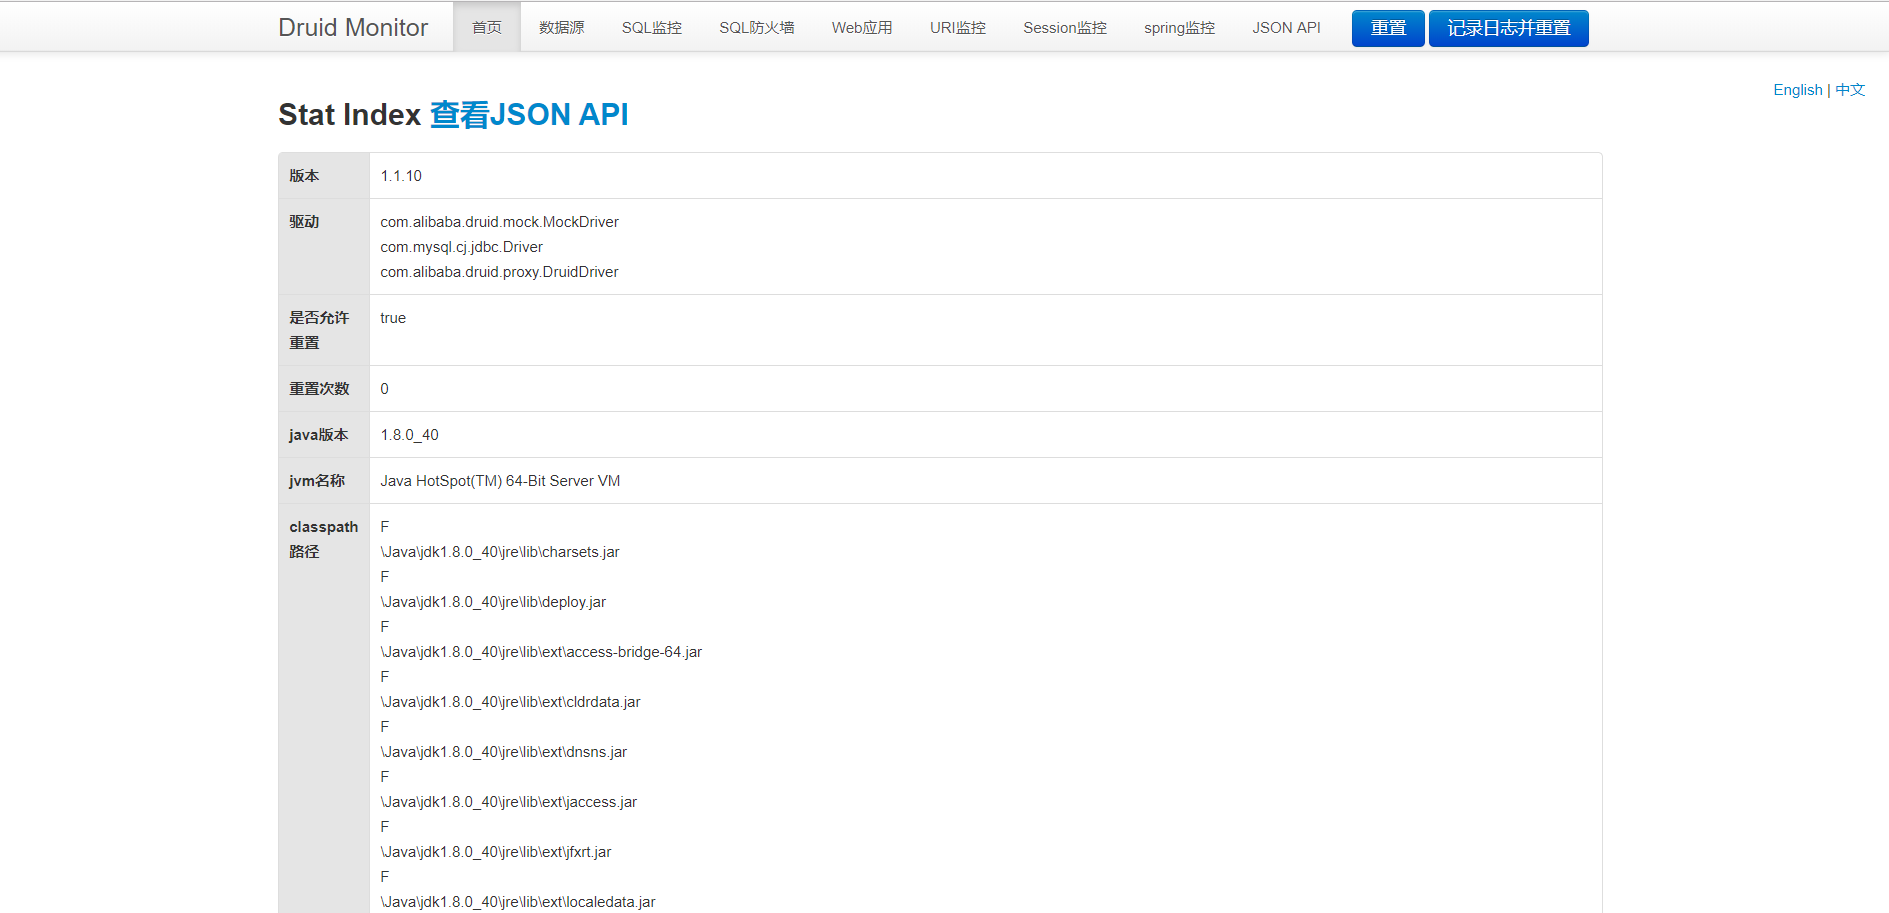 Druid Monitor 首页 数据源 SQL监控 SQL防火墙 Web应用 URI监控 Session监控 spring监控 JSON API 重置 记录日志并重置
English | 中文
Stat Index 查看JSON API
版本 1.1.10
驱动 com.alibaba.druid.mock.MockDriver
com.mysql.cj.jdbc.Driver
com.alibaba.druid.proxy.DruidDriver
是否允许 true
重置
重置次数 0
java版本 1.8.0_40
jvm名称 Java HotSpot(TM) 64-Bit Server VM
classpath F
路径 \Java\jdk1.8.0_40\jre\lib\charsets.jar
F
\Java\jdk1.8.0_40\jre\lib\deploy.jar
F
\Java\jdk1.8.0_40\jre\lib\ext\access-bridge-64.jar
F
\Java\jdk1.8.0_40\jre\lib\ext\cldrdata.jar
F
\Java\jdk1.8.0_40\jre\lib\ext\dnsns.jar
F
\Java\jdk1.8.0_40\jre\lib\ext\jaccess.jar
F
\Java\jdk1.8.0_40\jre\lib\ext\jfxrt.jar
F
\Java\jdk1.8.0_40\jre\lib\ext\localedata.jar